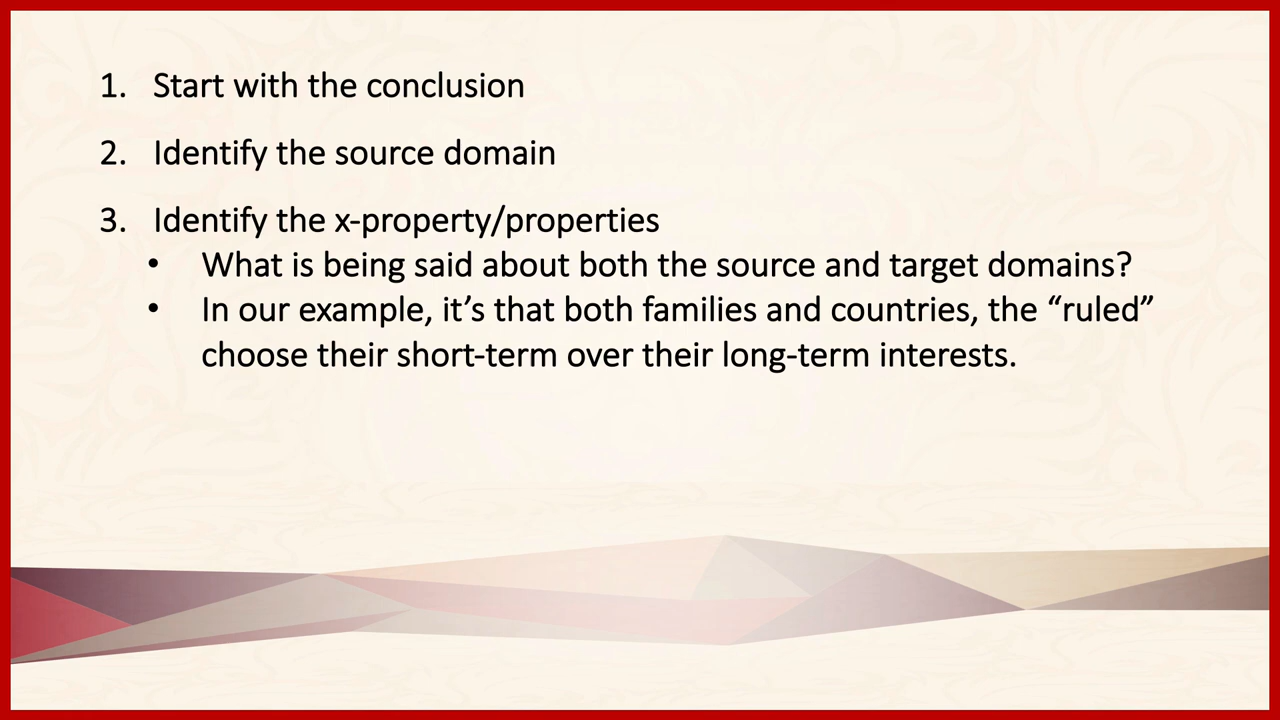 1. Start with the conclusion
2. Identify the source domain
3. Identify the x-property/properties
• What is being said about both the source and target domains?
• In our example, it’s that both families and countries, the “ruled”
choose their short-term over their long-term interests.